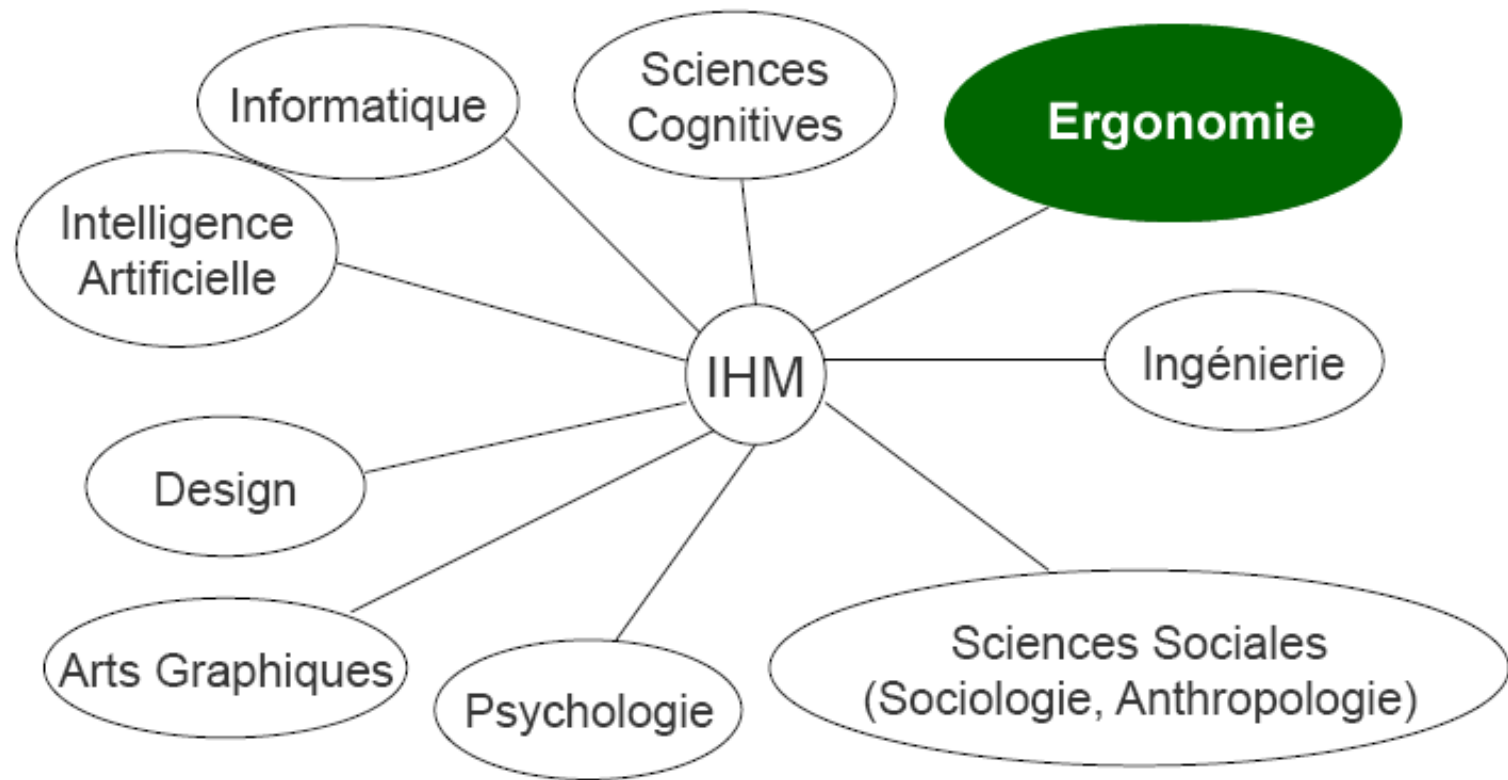 Sciences
Cognitives
Informatique
Ergonomie
Intelligence
Artificielle
IHM
Ingénierie
Design
Arts Graphiques
Psychologie
Sciences Sociales
(Sociologie, Anthropologie)